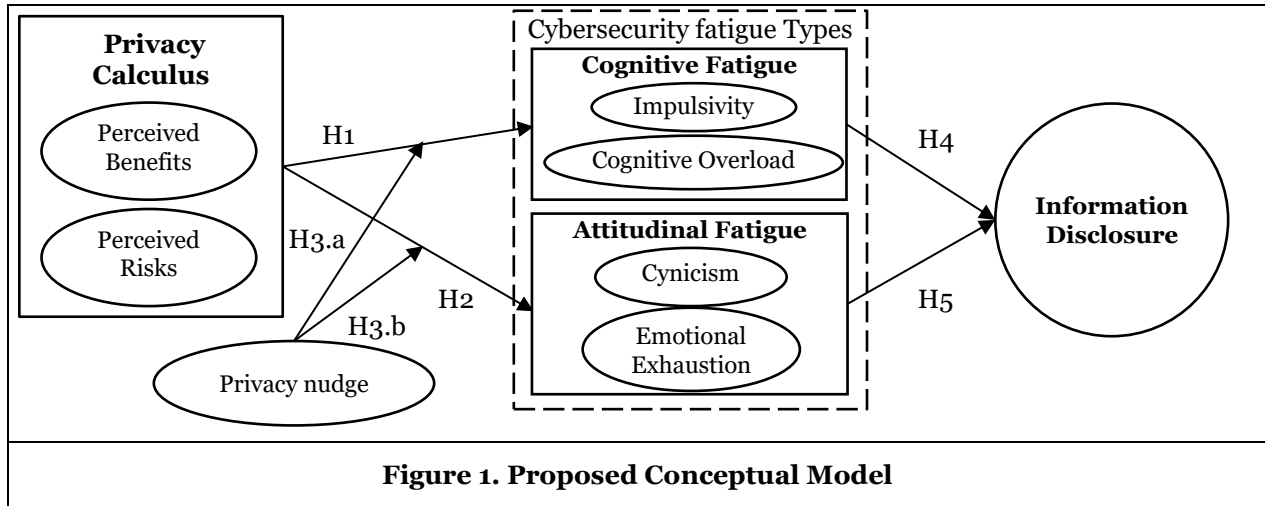 Privacy
Calculus
Perceived
Benefits
Perceived
Risks
H1
H3.a
H3.b
H2
Privacy nudge
Cybersecurity fatigue Types
Cognitive Fatigue
Impulsivity
Cognitive Overload
Attitudinal Fatigue
Cynicism
Emotional
Exhaustion
H4
H5
Information
Disclosure
Figure 1. Proposed Conceptual Model